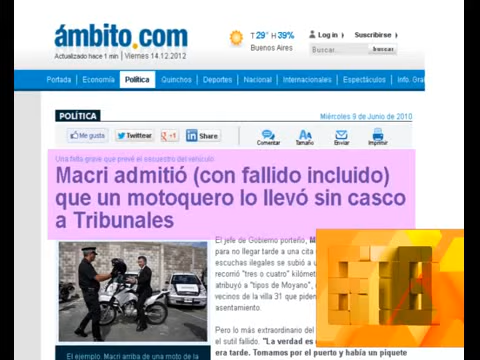 ámbito.com
T 29° H 39%
Buenos Aires
Log in
Suscribirse
Actualizado hace 1 min | Viernes 14.12.2012
Buscar...
buscar
Portada | Economía | Política | Quinchos | Deportes | Nacional | Internacionales | Espectáculos | Info. Gral
POLÍTICA
Miércoles 9 de Junio de 2010
Me gusta
Twittear
+1
Share
Comentar
Tamaño
Enviar
Imprimir
Una falta grave que prevé el secuestro del vehículo
Macri admitió (con fallido incluido)
que un motoquero lo llevó sin casco
a Tribunales
El jefe de Gobierno porteño, M
para no llegar tarde a una cita
escuchas ilegales se subió a u
recorrió "tres o cuatro" kilómet
atribuyó a "tipos de Moyano",
vecinos de la villa 31 que piden
asentamiento.
Pero lo más extraordinario del
el sutil fallido. "La verdad es q
era tarde. Tomamos por el puerto y había un piquete
El ejemplo: Macri arriba de una moto de la